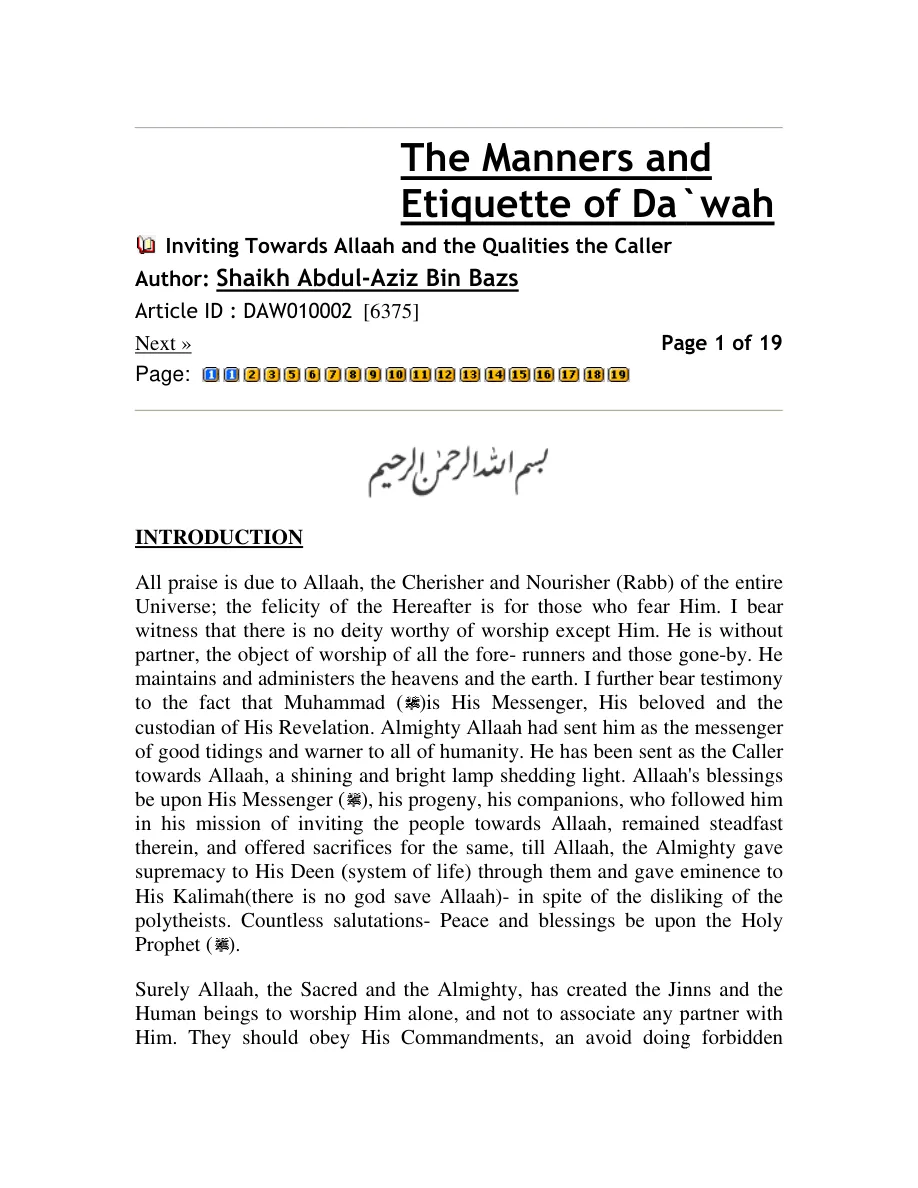 The Manners and
Etiquette of Da`wah
Inviting Towards Allaah and the Qualities the Caller
Author: Shaikh Abdul-Aziz Bin Bazs
Article ID : DAW010002 [6375]
Next » Page 1 of 19
Page: 1 1 2 3 5 6 7 8 9 10 11 12 13 14 15 16 17 18 19
بسم الله الرحمن الرحيم
INTRODUCTION
All praise is due to Allaah, the Cherisher and Nourisher (Rabb) of the entire
Universe; the felicity of the Hereafter is for those who fear Him. I bear
witness that there is no deity worthy of worship except Him. He is without
partner, the object of worship of all the fore- runners and those gone-by. He
maintains and administers the heavens and the earth. I further bear testimony
to the fact that Muhammad (ﷺ)is His Messenger, His beloved and the
custodian of His Revelation. Almighty Allaah had sent him as the messenger
of good tidings and warner to all of humanity. He has been sent as the Caller
towards Allaah, a shining and bright lamp shedding light. Allaah's blessings
be upon His Messenger (ﷺ), his progeny, his companions, who followed him
in his mission of inviting the people towards Allaah, remained steadfast
therein, and offered sacrifices for the same, till Allaah, the Almighty gave
supremacy to His Deen (system of life) through them and gave eminence to
His Kalimah(there is no god save Allaah)- in spite of the disliking of the
polytheists. Countless salutations- Peace and blessings be upon the Holy
Prophet (ﷺ).
Surely Allaah, the Sacred and the Almighty, has created the Jinns and the
Human beings to worship Him alone, and not to associate any partner with
Him. They should obey His Commandments, an avoid doing forbidden